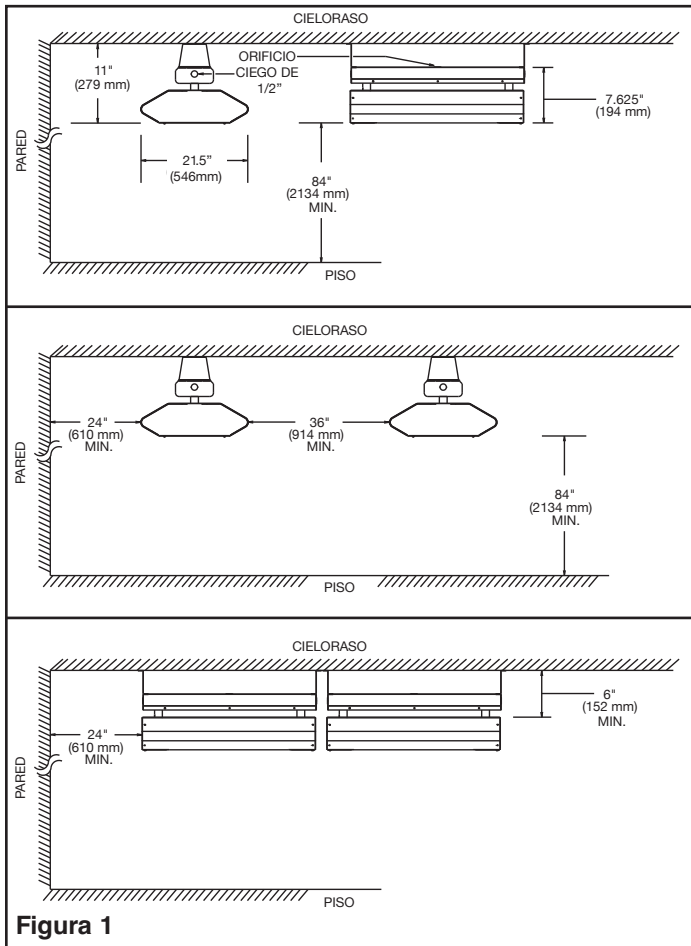 CIELORASO
11"
(279 mm)
ORIFICIO
CIEGO DE
1/2”
7.625"
(194 mm)
PARED
21.5”
(546mm)
84"
(2134 mm)
MIN.
PISO
CIELORASO
24"
(610 mm)
MIN.
36"
(914 mm)
MIN.
PARED
84"
(2134 mm)
MIN.
PISO
CIELORASO
6"
(152 mm)
MIN.
24"
(610 mm)
MIN.
PARED
PISO
Figura 1